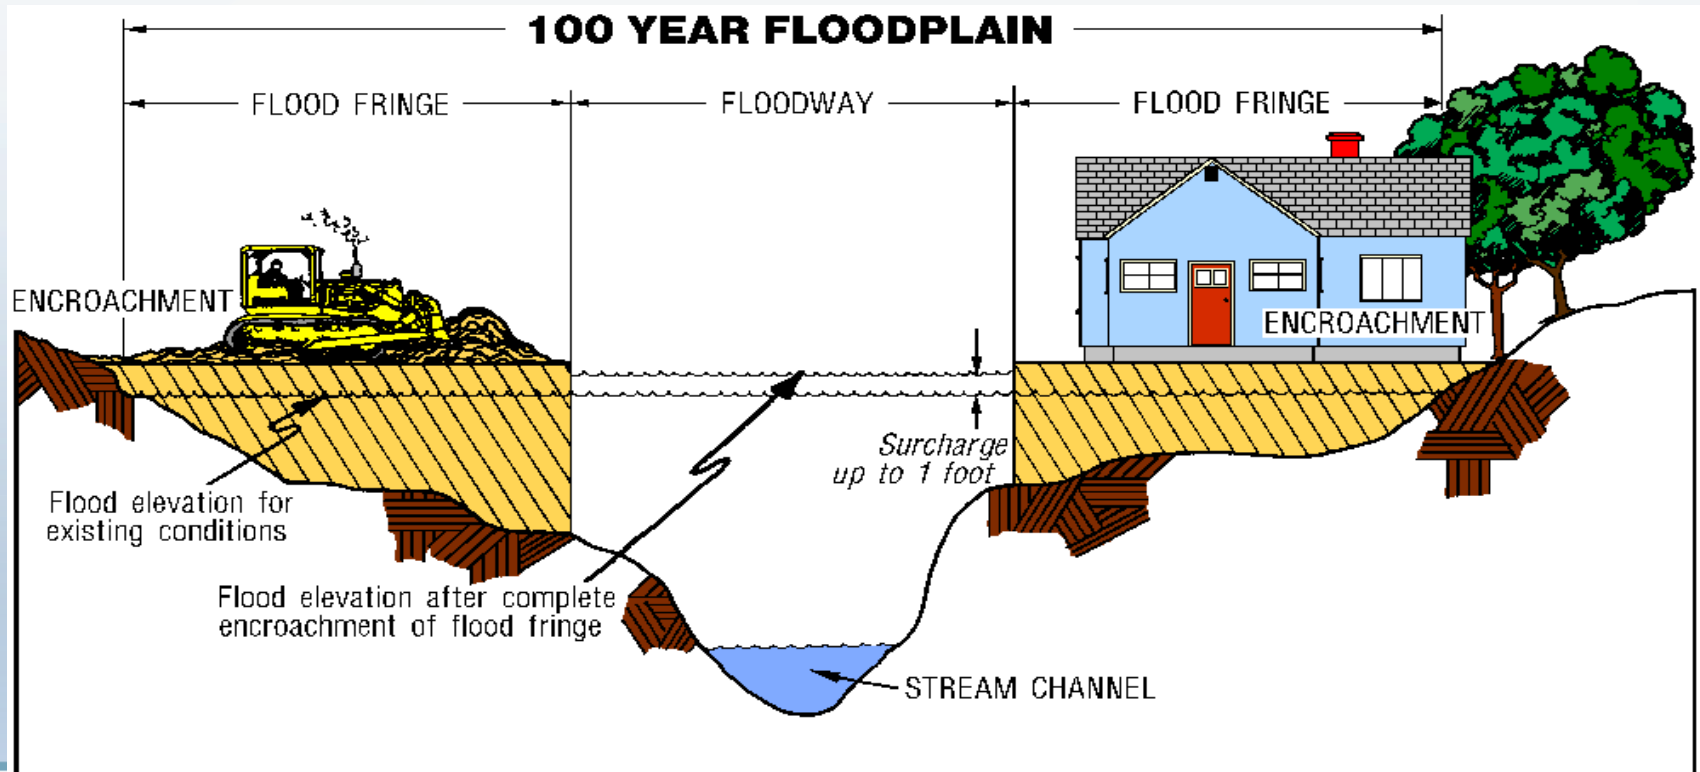 100 YEAR FLOODPLAIN
FLOOD FRINGE
FLOODWAY
FLOOD FRINGE
ENCROACHMENT
ENCROACHMENT
Surcharge
up to 1 foot
Flood elevation for
existing conditions
Flood elevation after complete
encroachment of flood fringe
STREAM CHANNEL